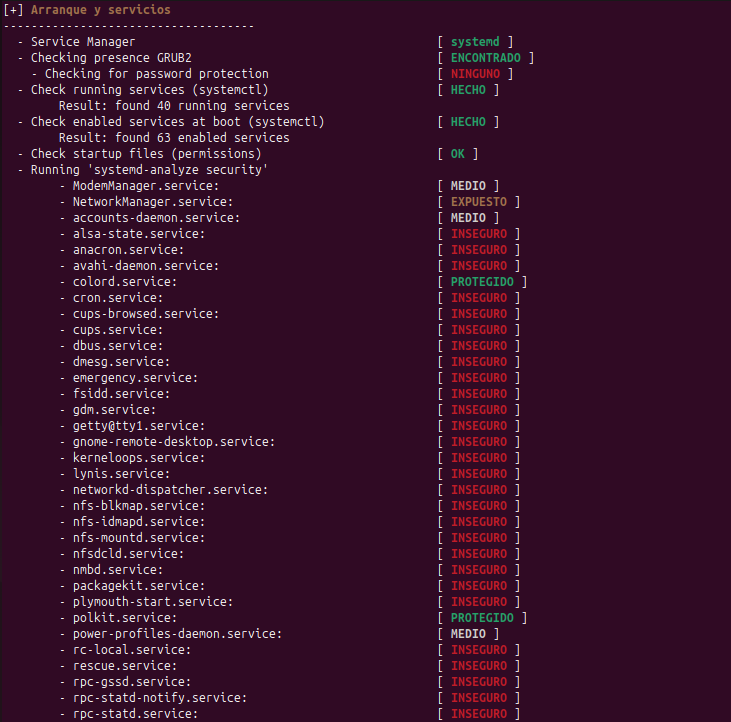 [+] Arranque y servicios
------------------------------------
- Service Manager [ systemd ]
- Checking presence GRUB2 [ ENCONTRADO ]
- Checking for password protection [ NINGUNO ]
- Check running services (systemctl) [ HECHO ]
Result: found 40 running services
- Check enabled services at boot (systemctl) [ HECHO ]
Result: found 63 enabled services
- Check startup files (permissions) [ OK ]
- Running 'systemd-analyze security'
- ModemManager.service: [ MEDIO ]
- NetworkManager.service: [ EXPUESTO ]
- accounts-daemon.service: [ MEDIO ]
- alsa-state.service: [ INSEGURO ]
- anacron.service: [ INSEGURO ]
- avahi-daemon.service: [ INSEGURO ]
- colord.service: [ PROTEGIDO ]
- cron.service: [ INSEGURO ]
- cups-browsed.service: [ INSEGURO ]
- cups.service: [ INSEGURO ]
- dbus.service: [ INSEGURO ]
- dmesg.service: [ INSEGURO ]
- emergency.service: [ INSEGURO ]
- fsidd.service: [ INSEGURO ]
- gdm.service: [ INSEGURO ]
- getty@tty1.service: [ INSEGURO ]
- gnome-remote-desktop.service: [ INSEGURO ]
- kerneloops.service: [ INSEGURO ]
- lynis.service: [ INSEGURO ]
- networkd-dispatcher.service: [ INSEGURO ]
- nfs-blkmap.service: [ INSEGURO ]
- nfs-idmapd.service: [ INSEGURO ]
- nfs-mountd.service: [ INSEGURO ]
- nfsdcld.service: [ INSEGURO ]
- nmbd.service: [ INSEGURO ]
- packagekit.service: [ INSEGURO ]
- plymouth-start.service: [ INSEGURO ]
- polkit.service: [ PROTEGIDO ]
- power-profiles-daemon.service: [ MEDIO ]
- rc-local.service: [ INSEGURO ]
- rescue.service: [ INSEGURO ]
- rpc-gssd.service: [ INSEGURO ]
- rpc-statd-notify.service: [ INSEGURO ]
- rpc-statd.service: [ INSEGURO ]